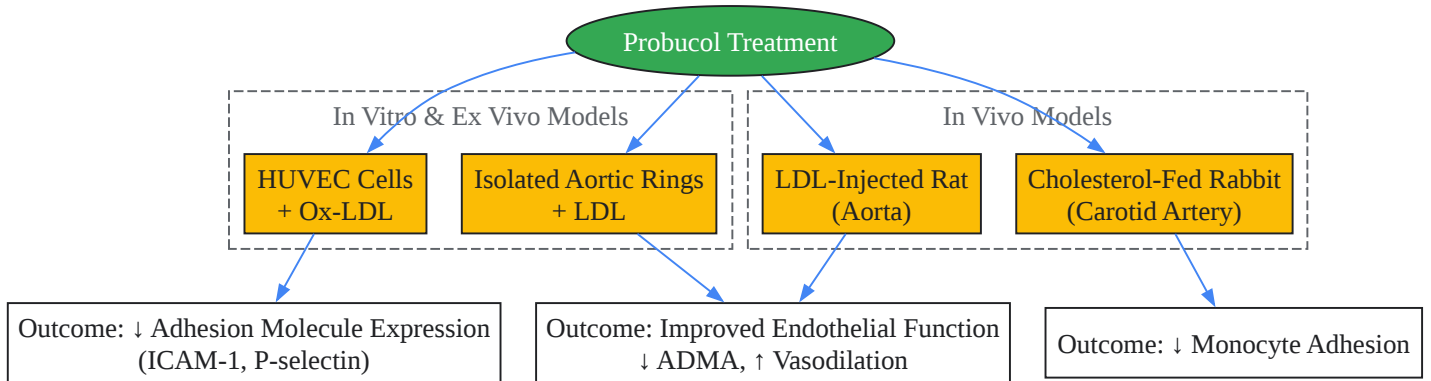 Probucol Treatment
In Vitro & Ex Vivo Models
In Vivo Models
HUVEC Cells
+ Ox-LDL
Isolated Aortic Rings
+ LDL
LDL-Injected Rat
(Aorta)
Cholesterol-Fed Rabbit
(Carotid Artery)
Outcome: ↓ Adhesion Molecule Expression
(ICAM-1, P-selectin)
Outcome: Improved Endothelial Function
↓ ADMA, ↑ Vasodilation
Outcome: ↓ Monocyte Adhesion